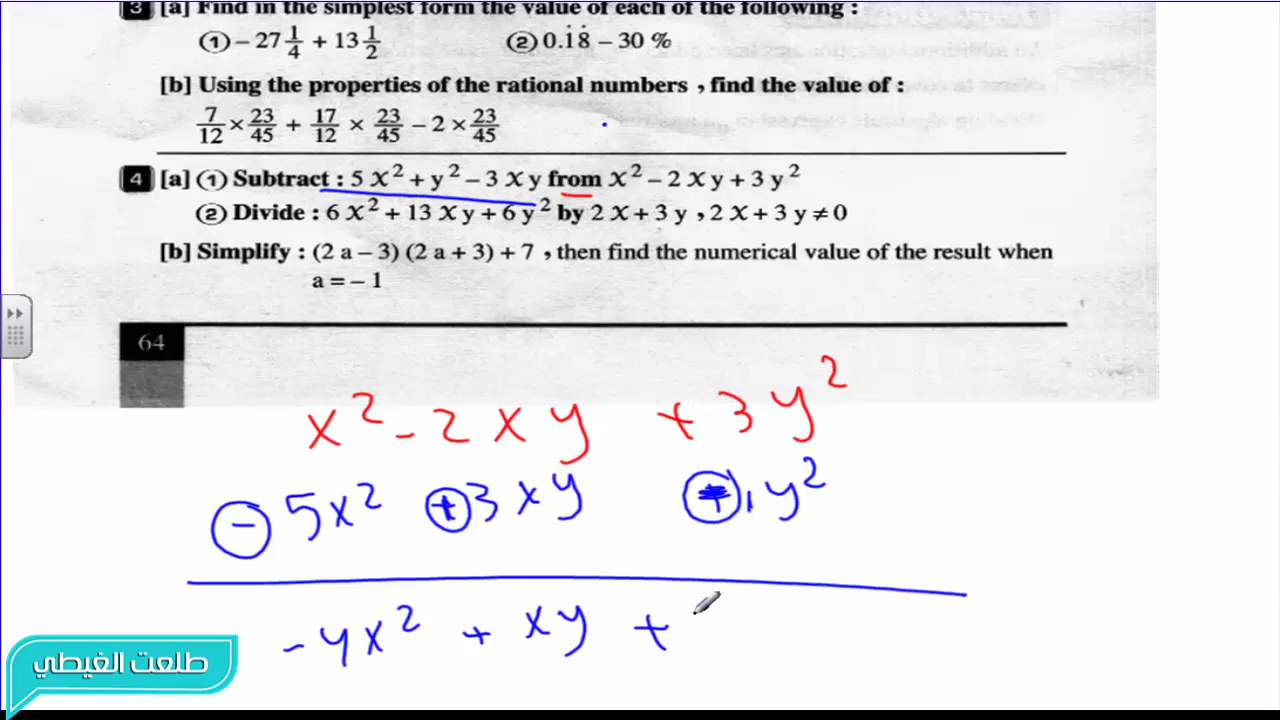 3 [a] Find in the simplest form the value of each of the following :
① – 27 1/4 + 13 1/2 ② 0.1̇8̇ – 30 %
[b] Using the properties of the rational numbers , find the value of :
7/12 × 23/45 + 17/12 × 23/45 – 2 × 23/45
4 [a] ① Subtract : 5 X² + y² – 3 X y from X² – 2 X y + 3 y²
② Divide : 6 X² + 13 X y + 6 y² by 2 X + 3 y , 2 X + 3 y ≠ 0
[b] Simplify : (2 a – 3) (2 a + 3) + 7 , then find the numerical value of the result when
a = – 1
64
x² - 2xy + 3y²
- 5x² + 3xy 1y²
-4x² + xy +
طلعت الغيطي